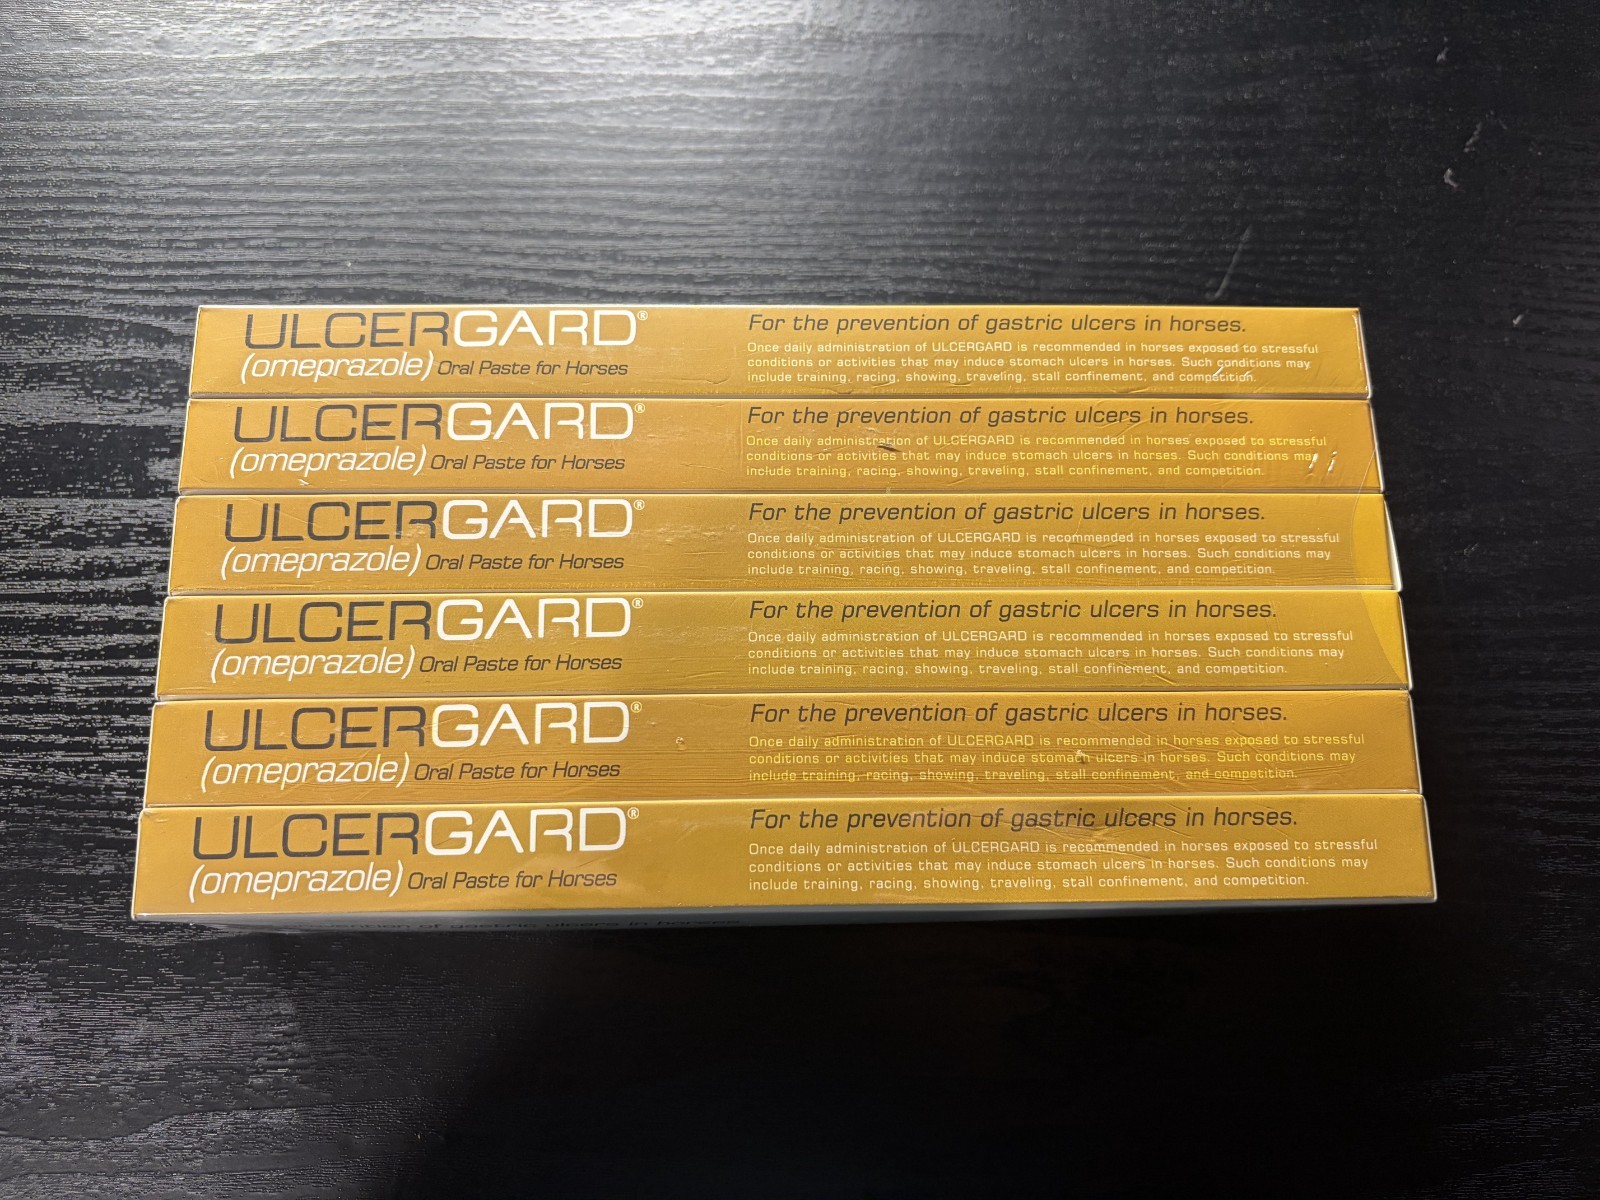 ULCERGARD®
(omeprazole) Oral Paste for Horses
For the prevention of gastric ulcers in horses.
Once daily administration of ULCERGARD is recommended in horses exposed to stressful
conditions or activities that may induce stomach ulcers in horses. Such conditions may
include training, racing, showing, traveling, stall confinement, and competition.
ULCERGARD®
(omeprazole) Oral Paste for Horses
For the prevention of gastric ulcers in horses.
Once daily administration of ULCERGARD is recommended in horses exposed to stressful
conditions or activities that may induce stomach ulcers in horses. Such conditions may
include training, racing, showing, traveling, stall confinement, and competition.
ULCERGARD®
(omeprazole) Oral Paste for Horses
For the prevention of gastric ulcers in horses.
Once daily administration of ULCERGARD is recommended in horses exposed to stressful
conditions or activities that may induce stomach ulcers in horses. Such conditions may
include training, racing, showing, traveling, stall confinement, and competition.
ULCERGARD®
(omeprazole) Oral Paste for Horses
For the prevention of gastric ulcers in horses.
Once daily administration of ULCERGARD is recommended in horses exposed to stressful
conditions or activities that may induce stomach ulcers in horses. Such conditions may
include training, racing, showing, traveling, stall confinement, and competition.
ULCERGARD®
(omeprazole) Oral Paste for Horses
For the prevention of gastric ulcers in horses.
Once daily administration of ULCERGARD is recommended in horses exposed to stressful
conditions or activities that may induce stomach ulcers in horses. Such conditions may
include training, racing, showing, traveling, stall confinement, and competition.
ULCERGARD®
(omeprazole) Oral Paste for Horses
For the prevention of gastric ulcers in horses.
Once daily administration of ULCERGARD is recommended in horses exposed to stressful
conditions or activities that may induce stomach ulcers in horses. Such conditions may
include training, racing, showing, traveling, stall confinement, and competition.
of gastric ulcers in horses